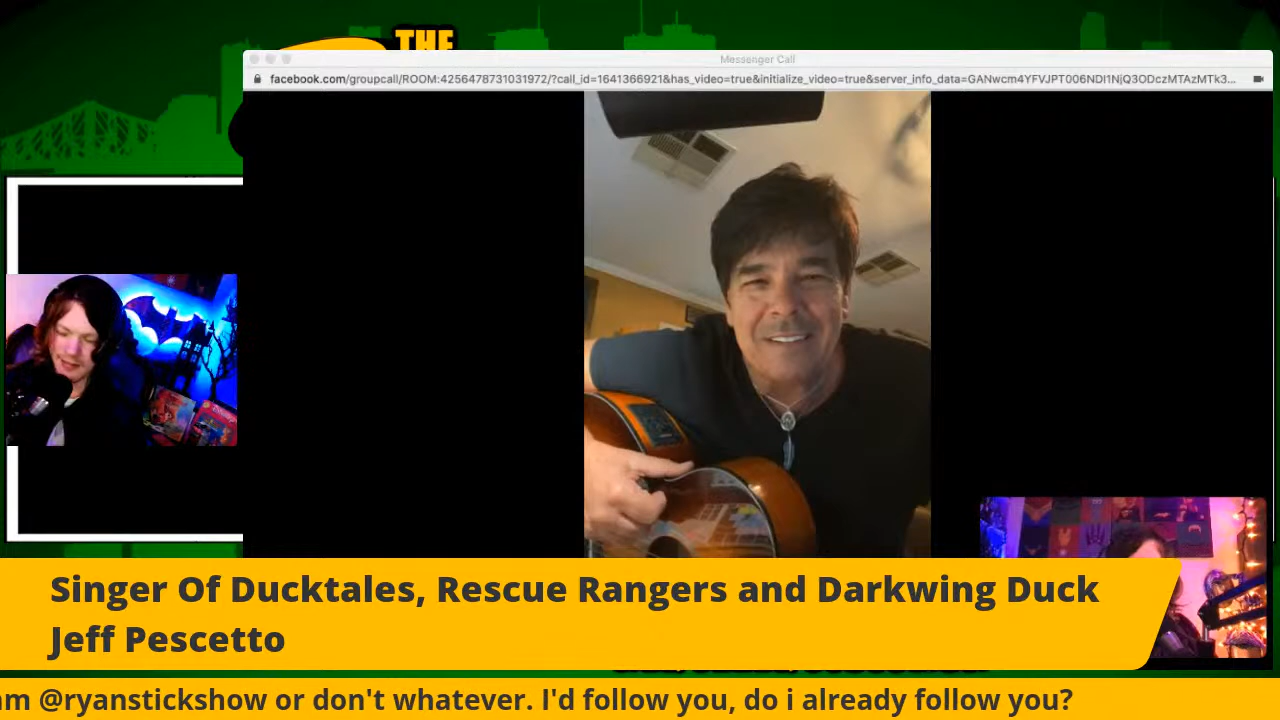 THE
Messenger Call
facebook.com/groupcall/ROOM:4256478731031972/?call_id=1641366921&has_video=true&initialize_video=true&server_info_data=GANwcm4YFVJPT006NDI1NjQ3ODczMTAzMTk3...
Singer Of Ducktales, Rescue Rangers and Darkwing Duck
Jeff Pescetto
am @ryanstickshow or don't whatever. I'd follow you, do i already follow you?